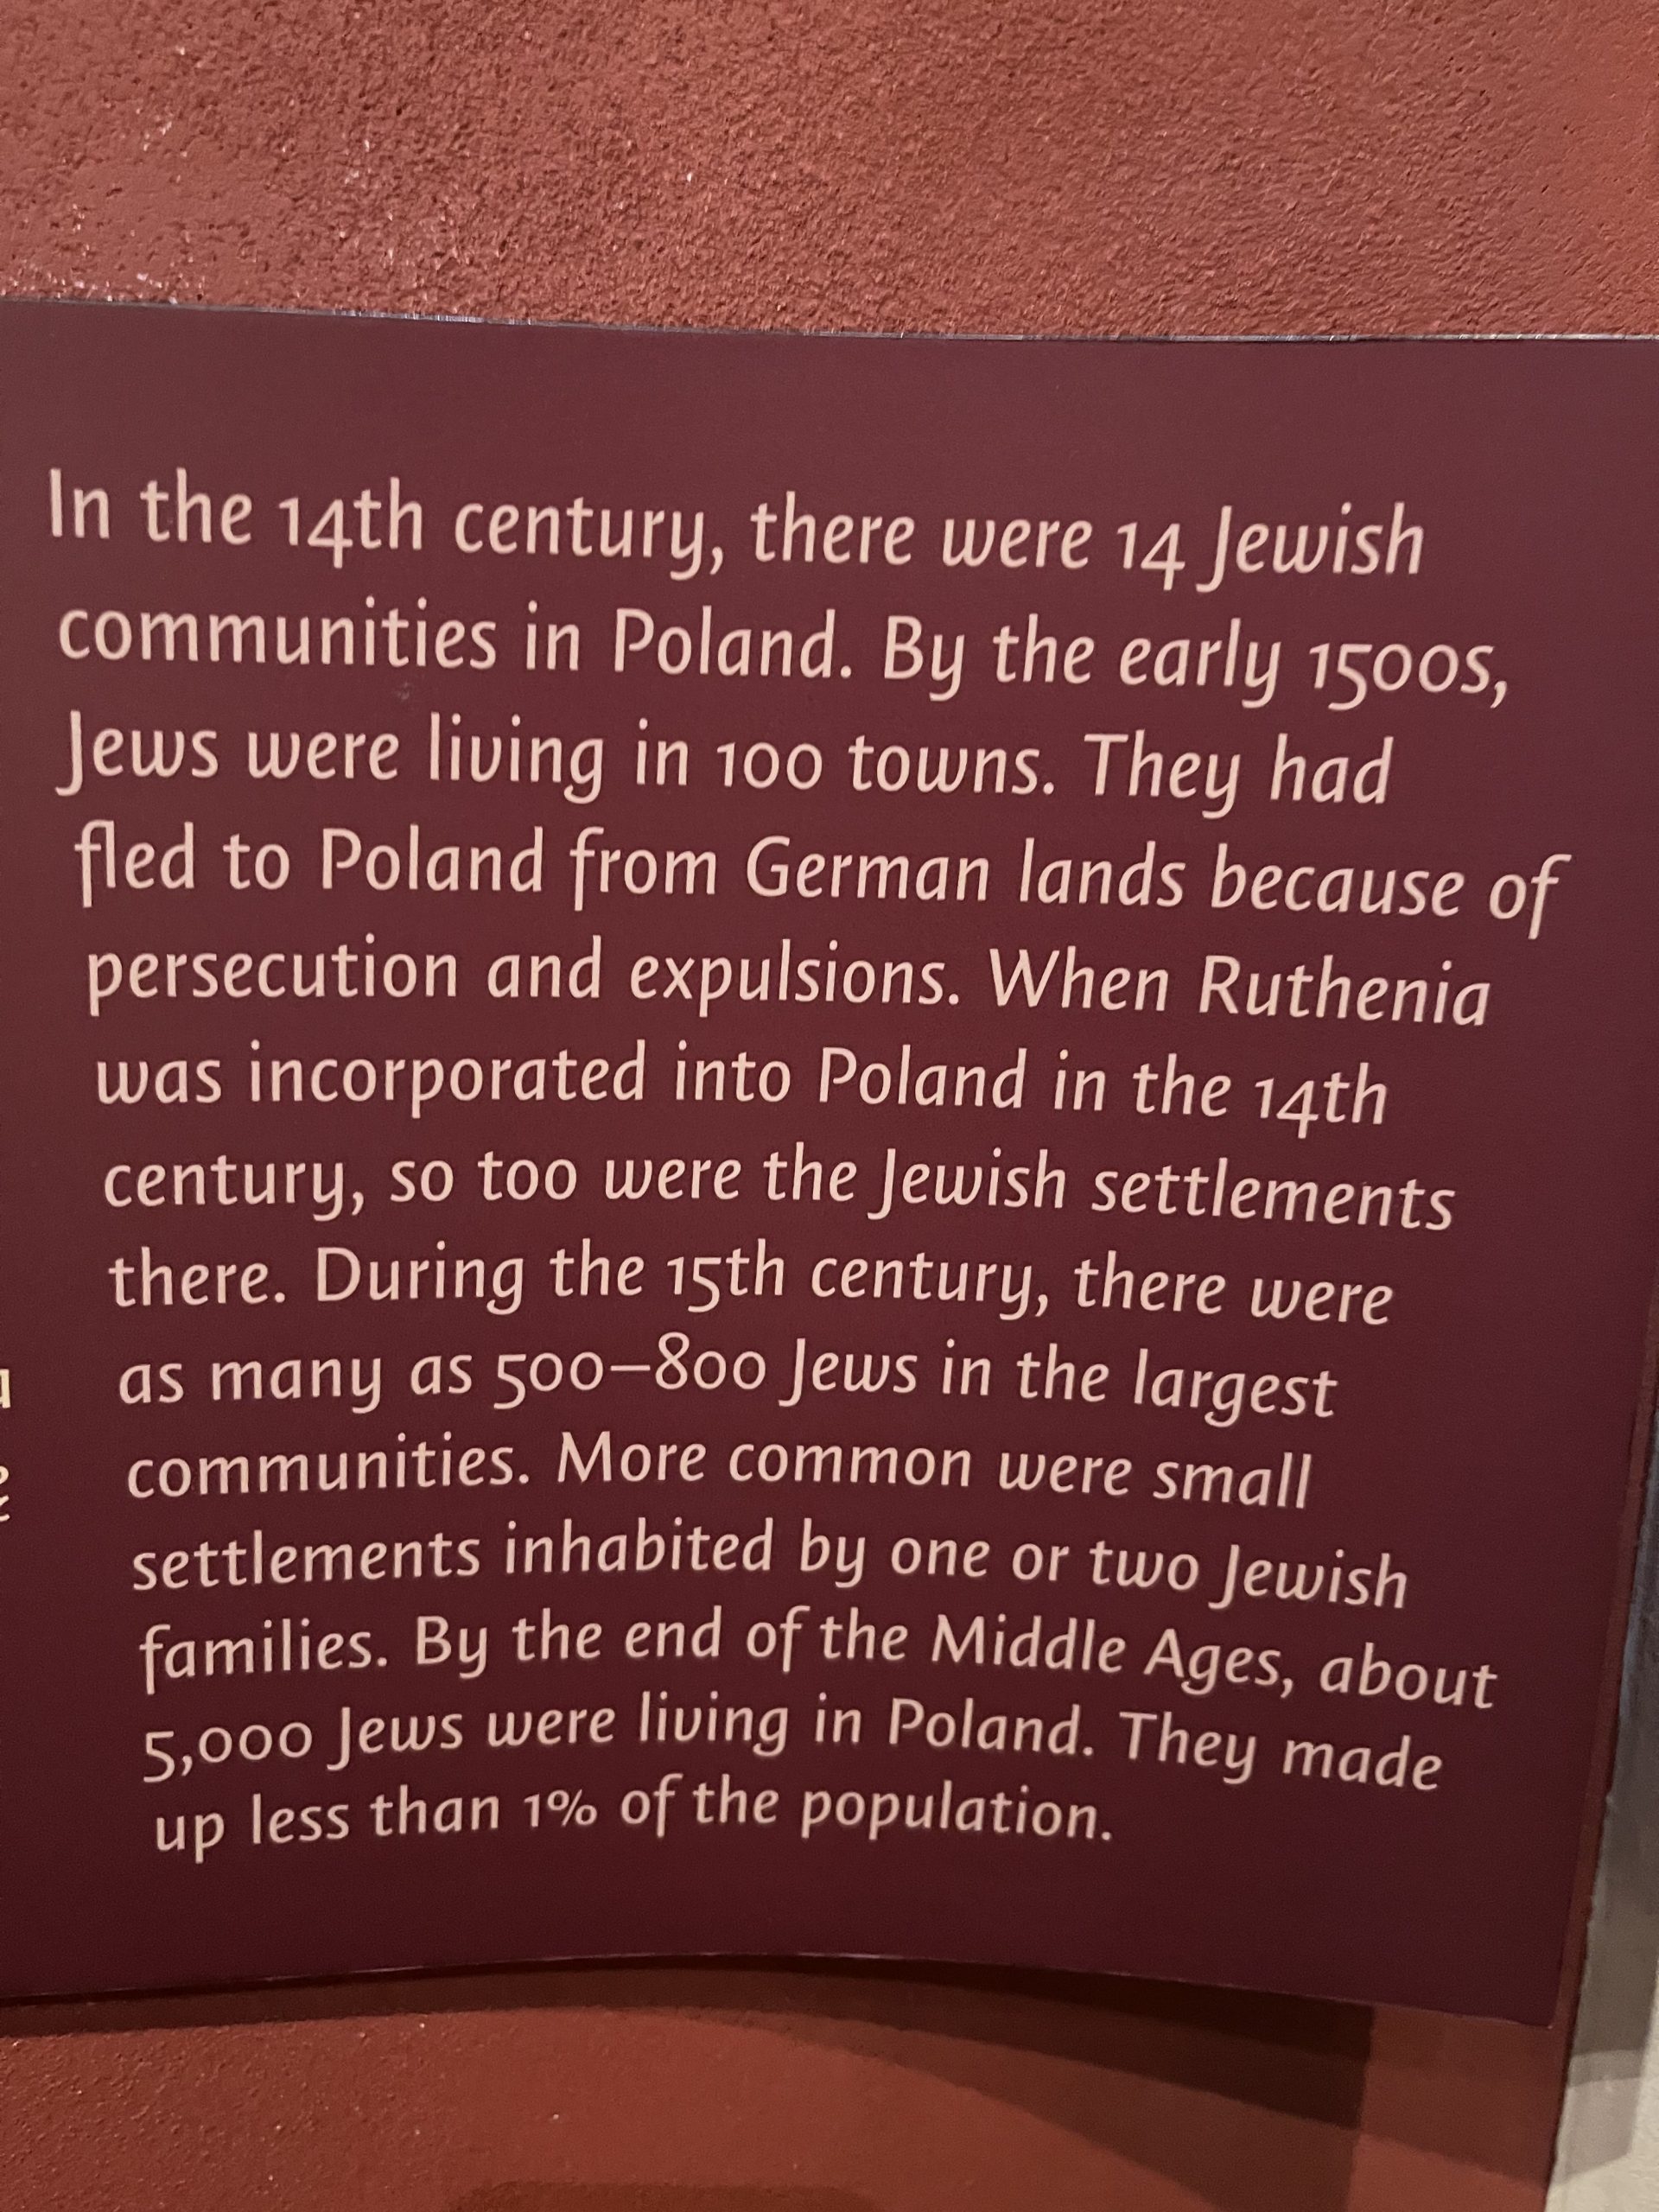 In the 14th century, there were 14 Jewish
communities in Poland. By the early 1500s,
Jews were living in 100 towns. They had
fled to Poland from German lands because of
persecution and expulsions. When Ruthenia
was incorporated into Poland in the 14th
century, so too were the Jewish settlements
there. During the 15th century, there were
as many as 500–800 Jews in the largest
communities. More common were small
settlements inhabited by one or two Jewish
families. By the end of the Middle Ages, about
5,000 Jews were living in Poland. They made
up less than 1% of the population.